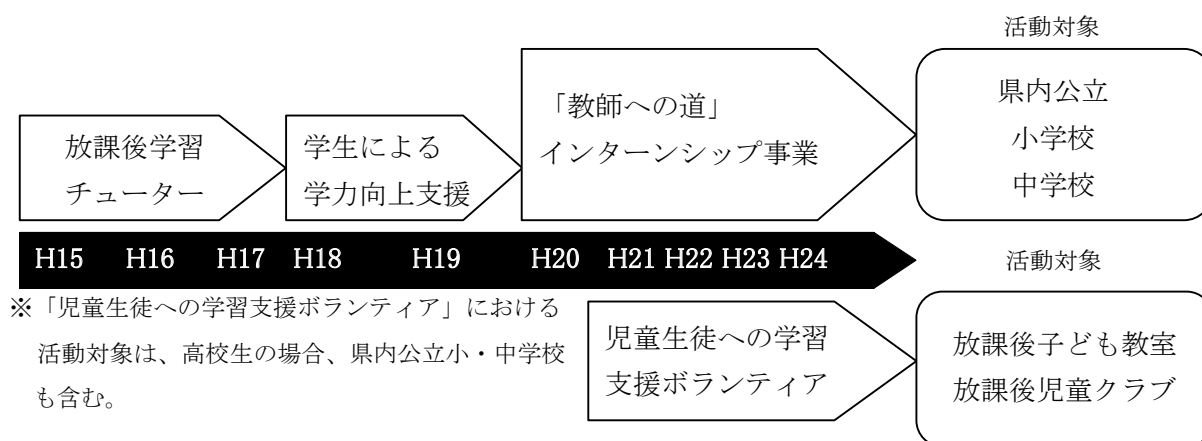 活動対象
放課後学習
チューター
学生による
学力向上支援
「教師への道」
インターンシップ事業
県内公立
小学校
中学校
H15 H16 H17 H18 H19 H20 H21 H22 H23 H24
活動対象
※「児童生徒への学習支援ボランティア」における
活動対象は、高校生の場合、県内公立小・中学校
も含む。
児童生徒への学習
支援ボランティア
放課後子ども教室
放課後児童クラブ